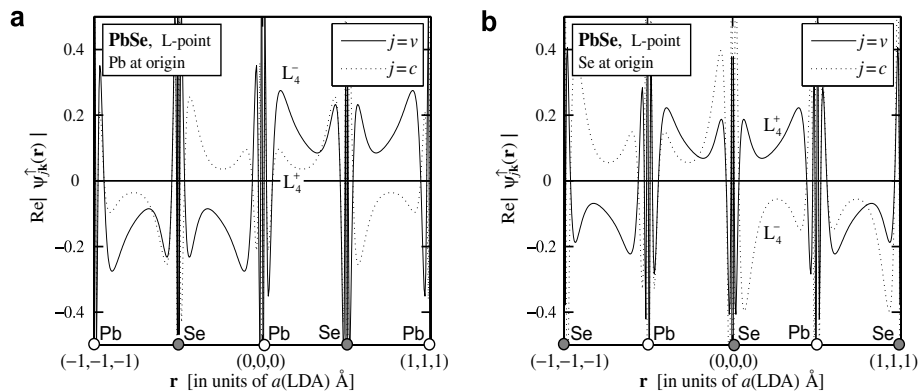 a
PbSe, L-point
Pb at origin
j=v
j=c
0.4
0.2
0
−0.2
−0.4
Re| ψ↑jk(r) |
L4−
L4+
Pb
Se
Pb
Se
Pb
(−1,−1,−1)
(0,0,0)
(1,1,1)
r [in units of a(LDA) Å]
b
PbSe, L-point
Se at origin
j=v
j=c
0.4
0.2
0
−0.2
−0.4
Re| ψ↑jk(r) |
L4+
L4−
Se
Pb
Se
Pb
Se
(−1,−1,−1)
(0,0,0)
(1,1,1)
r [in units of a(LDA) Å]